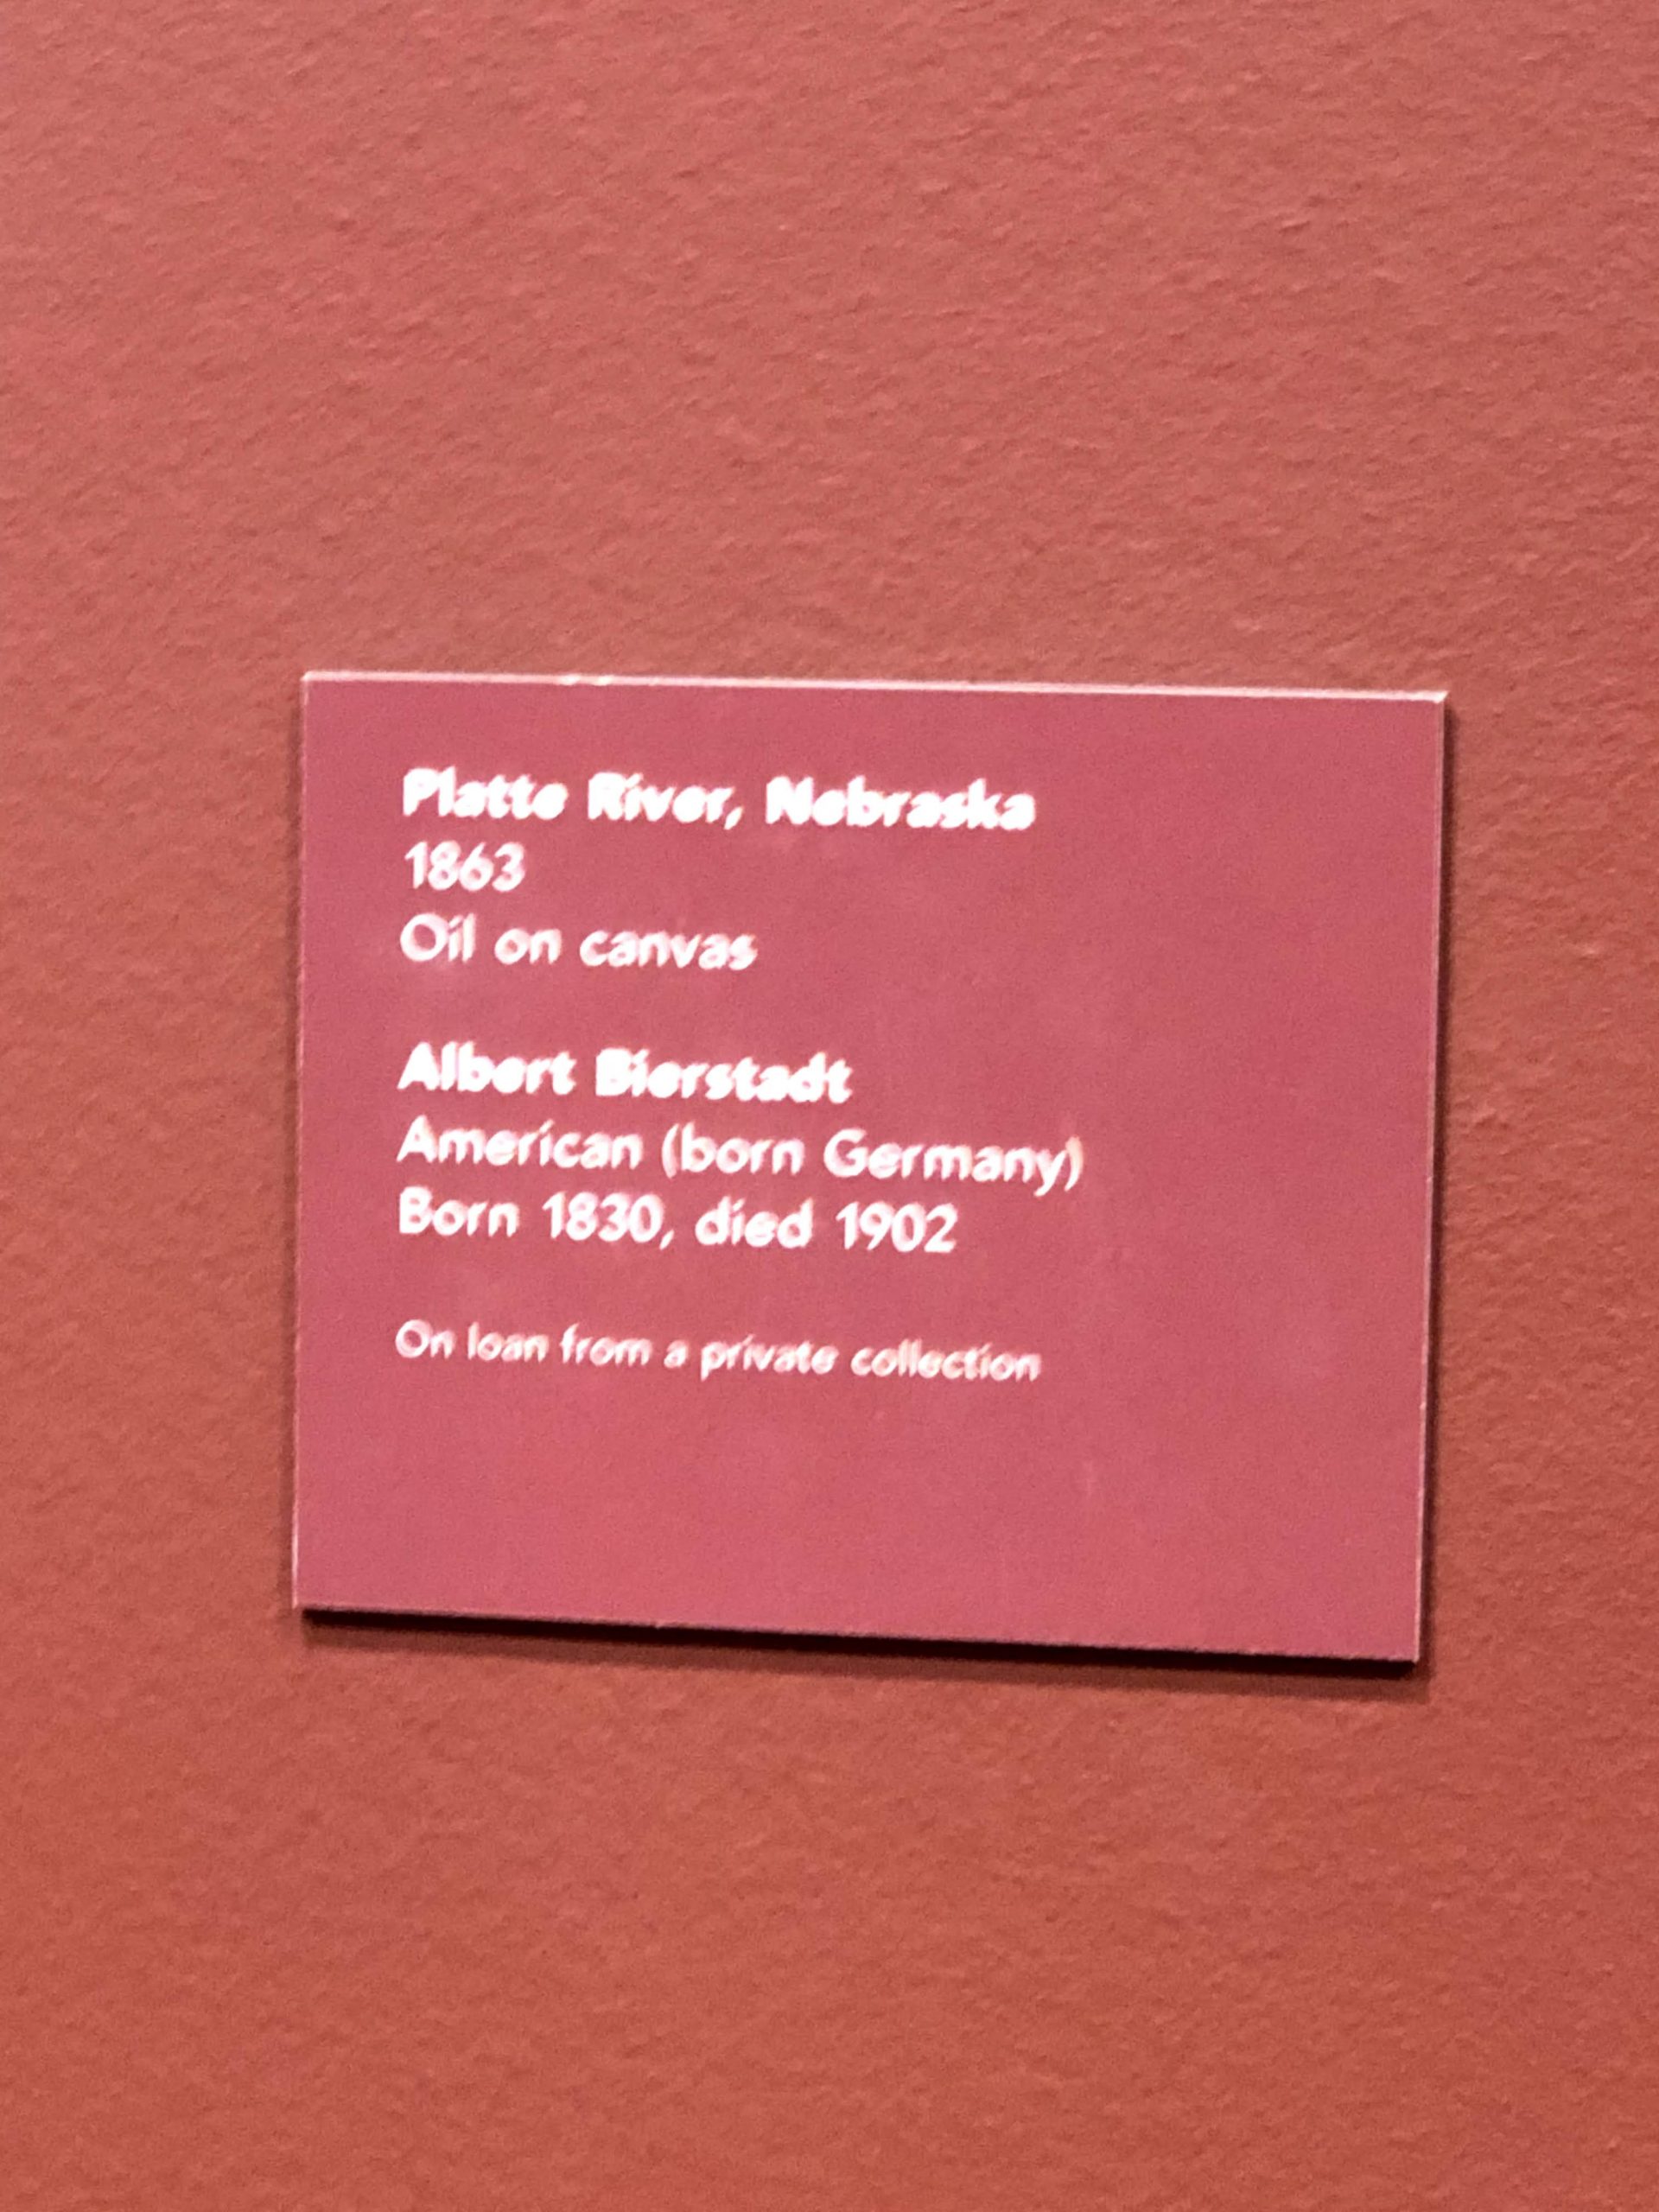 Platte River, Nebraska
1863
Oil on canvas
Albert Bierstadt
American (born Germany)
Born 1830, died 1902
On loan from a private collection